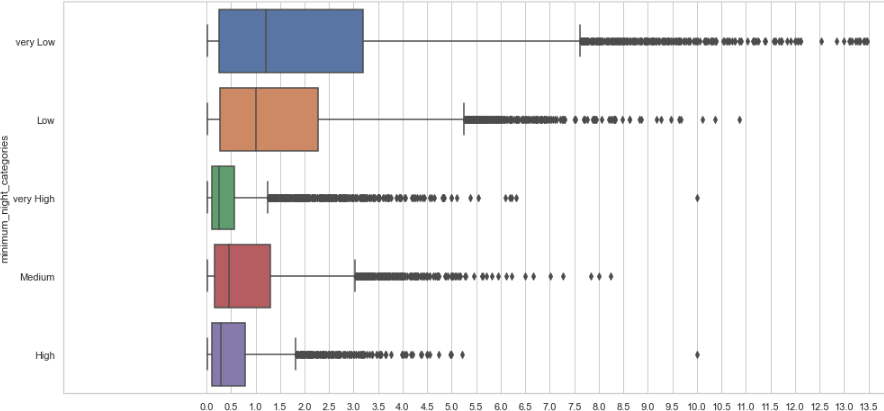 minimum_night_categories
very Low
Low
very High
Medium
High
0.0 0.5 1.0 1.5 2.0 2.5 3.0 3.5 4.0 4.5 5.0 5.5 6.0 6.5 7.0 7.5 8.0 8.5 9.0 9.5 10.0 10.5 11.0 11.5 12.0 12.5 13.0 13.5